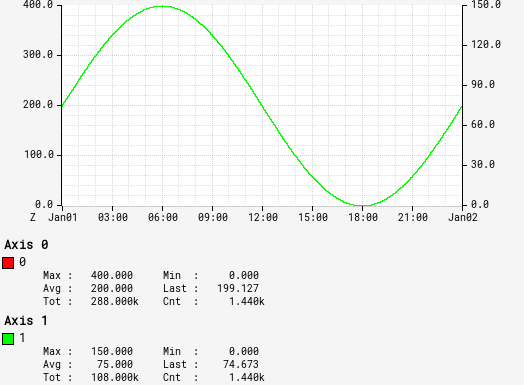 400.0 150.0
120.0
300.0
90.0
200.0
60.0
100.0
30.0
0.0 0.0
Z Jan01 03:00 06:00 09:00 12:00 15:00 18:00 21:00 Jan02
Axis 0
0
Max : 400.000 Min : 0.000
Avg : 200.000 Last : 199.127
Tot : 288.000k Cnt : 1.440k
Axis 1
1
Max : 150.000 Min : 0.000
Avg : 75.000 Last : 74.673
Tot : 108.000k Cnt : 1.440k